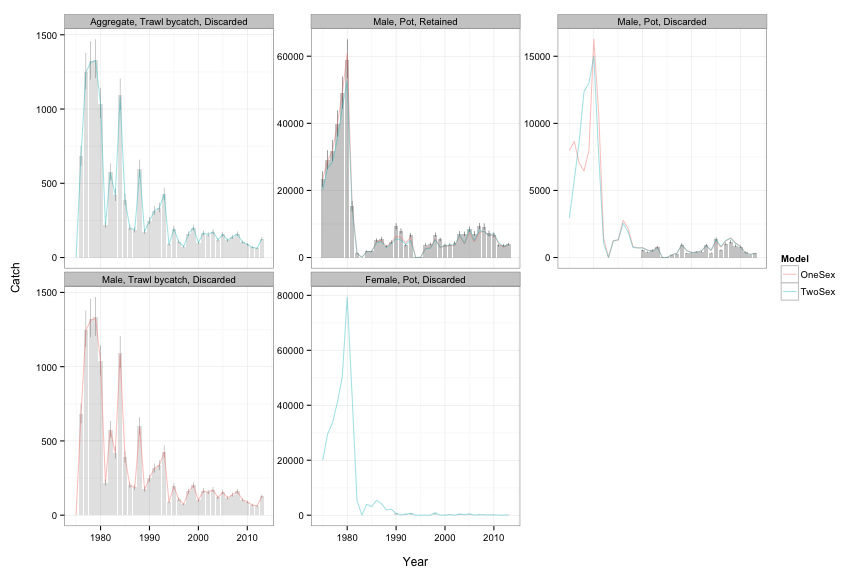 Aggregate, Trawl bycatch, Discarded
Male, Pot, Retained
Male, Pot, Discarded
1500
1000
500
0
60000
40000
20000
0
15000
10000
5000
0
Catch
Male, Trawl bycatch, Discarded
Female, Pot, Discarded
1500
1000
500
0
80000
60000
40000
20000
0
1980 1990 2000 2010
1980 1990 2000 2010
Year
Model
OneSex
TwoSex